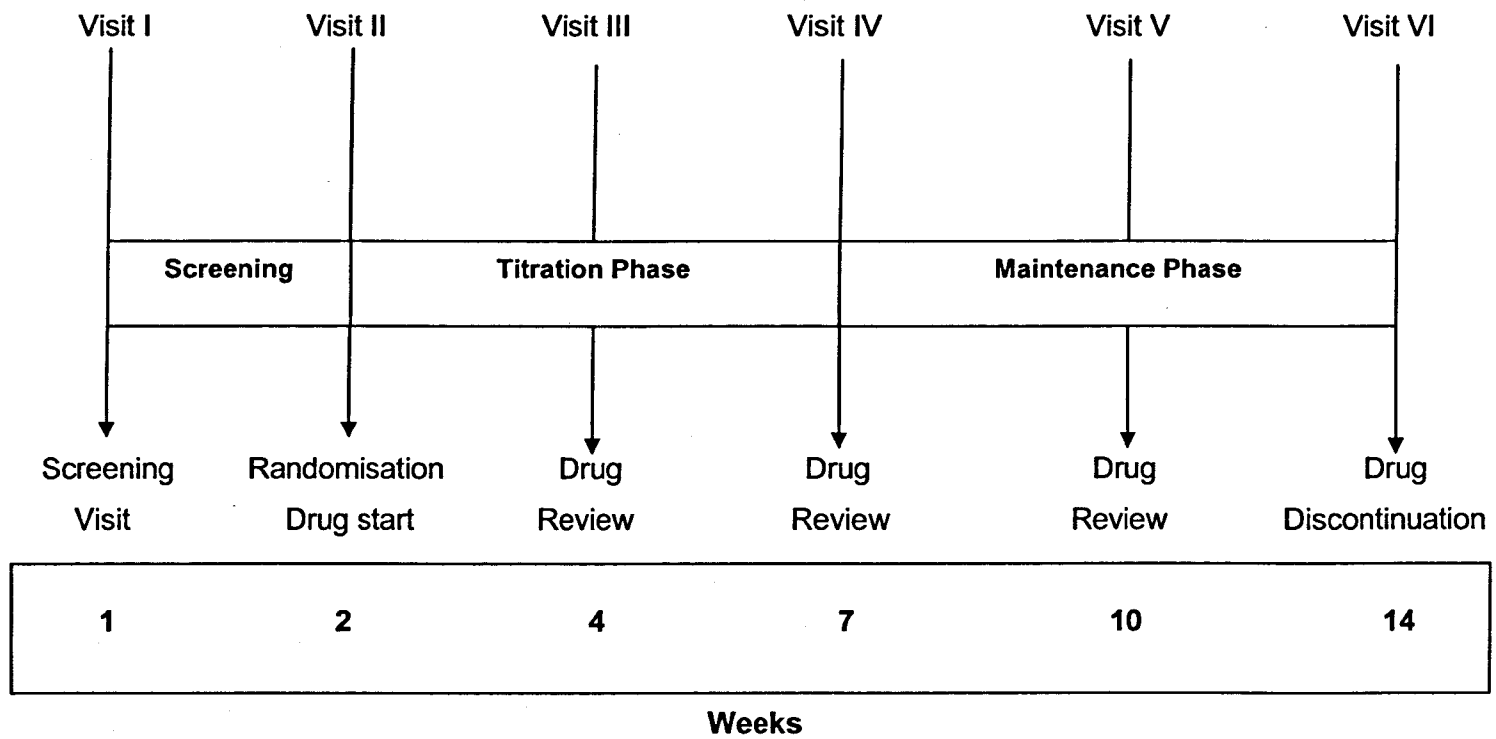 Visit I Visit II Visit III Visit IV Visit V Visit VI
Screening Titration Phase Maintenance Phase
Screening Randomisation Drug Drug Drug Drug
Visit Drug start Review Review Review Discontinuation
1 2 4 7 10 14
Weeks